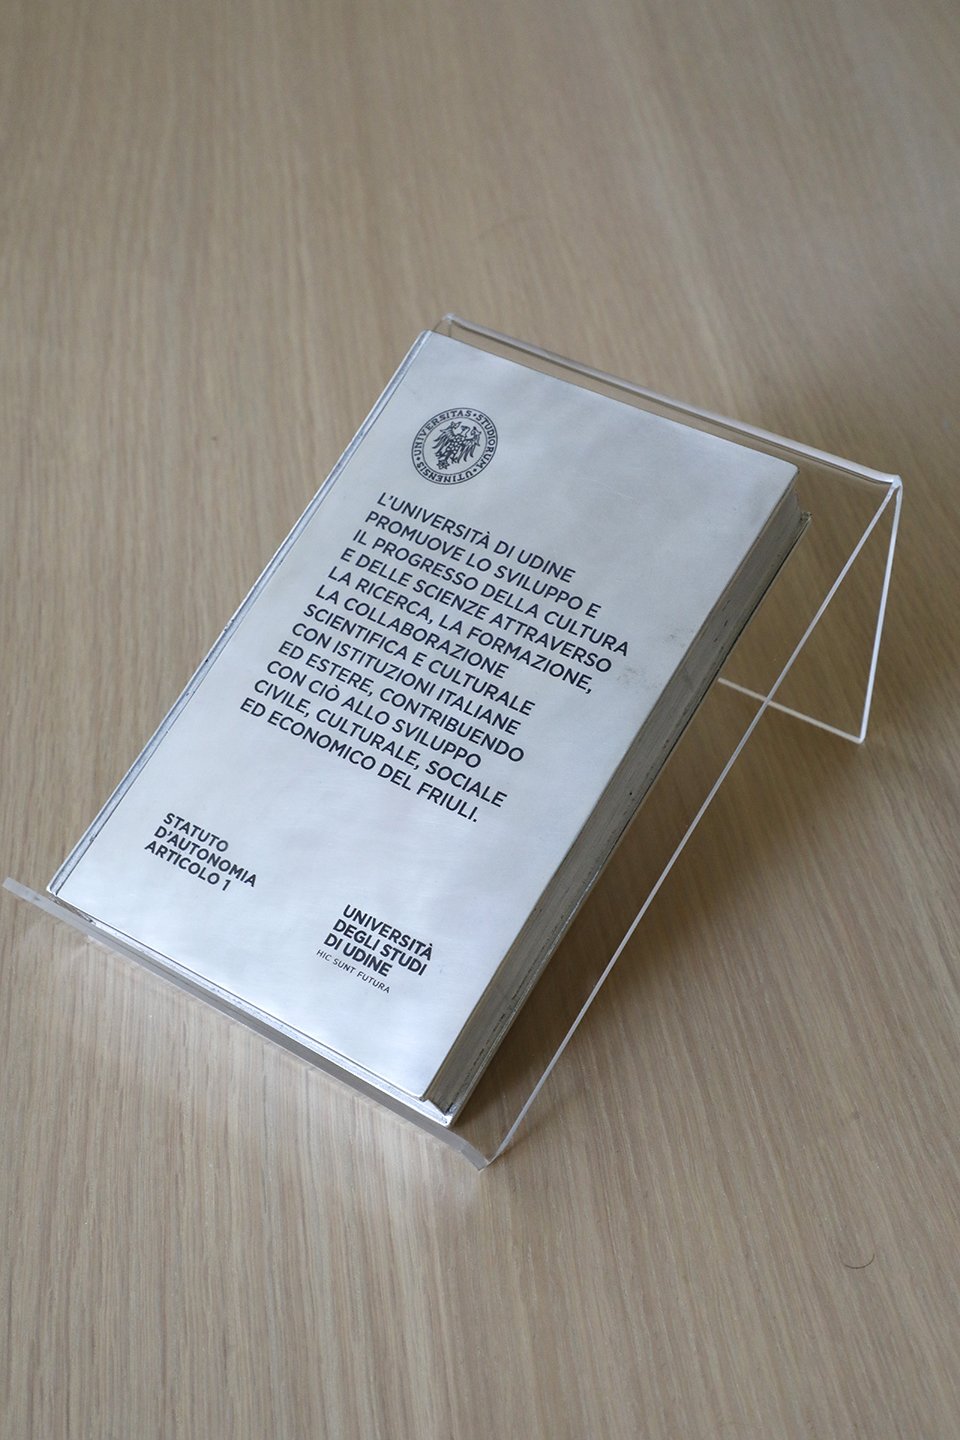 UNIVERSITAS • STUDIORUM • UTINENSIS •
L'UNIVERSITÀ DI UDINE
PROMUOVE LO SVILUPPO E
IL PROGRESSO DELLA CULTURA
E DELLE SCIENZE ATTRAVERSO
LA RICERCA, LA FORMAZIONE,
LA COLLABORAZIONE
SCIENTIFICA E CULTURALE
CON ISTITUZIONI ITALIANE
ED ESTERE, CONTRIBUENDO
CON CIÒ ALLO SVILUPPO
CIVILE, CULTURALE, SOCIALE
ED ECONOMICO DEL FRIULI.
STATUTO
D'AUTONOMIA
ARTICOLO 1
UNIVERSITÀ
DEGLI STUDI
DI UDINE
HIC SUNT FUTURA